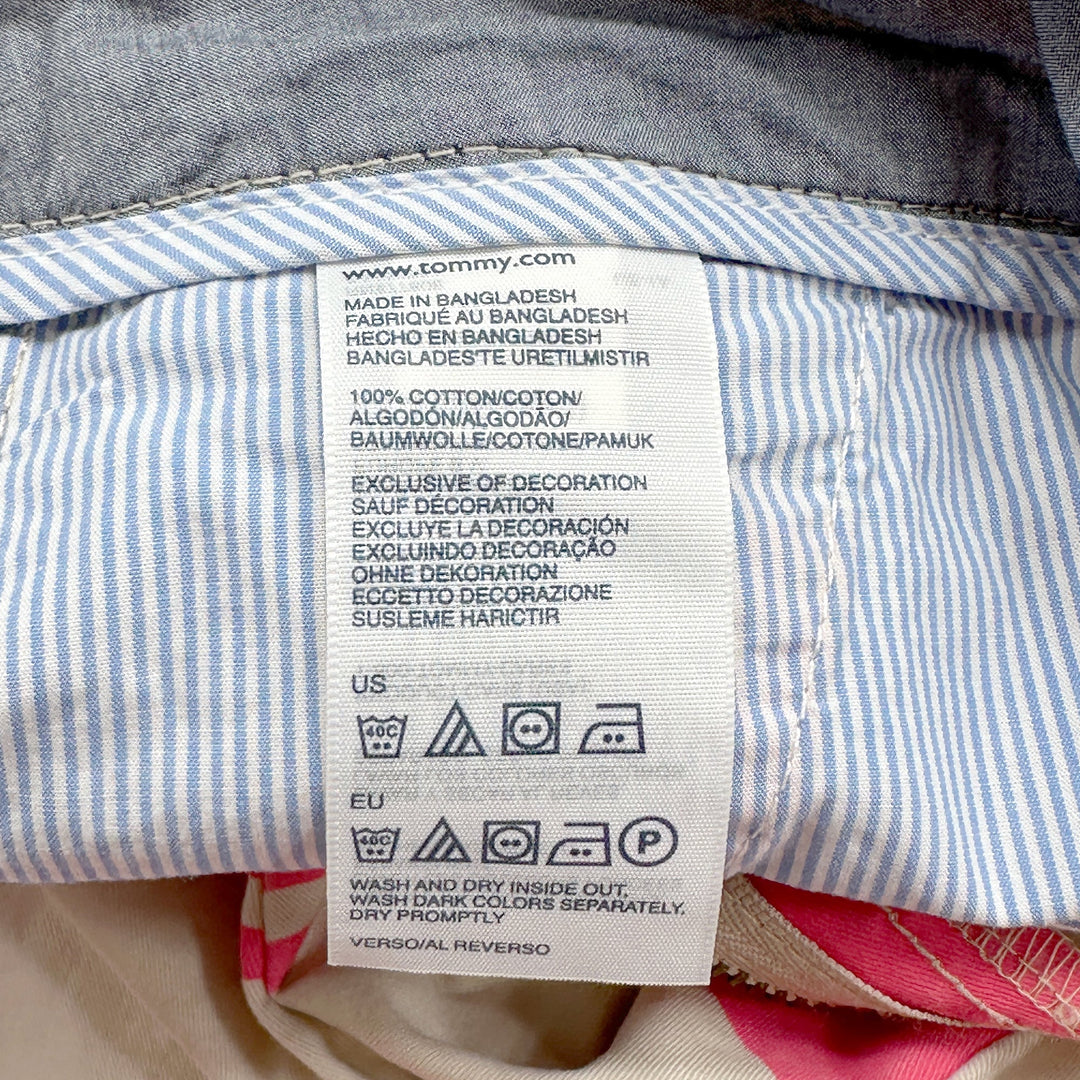 www.tommy.com
MADE IN BANGLADESH
FABRIQUÉ AU BANGLADESH
HECHO EN BANGLADESH
BANGLADES'TE URETILMISTIR
100% COTTON/COTON/
ALGODÓN/ALGODÃO/
BAUMWOLLE/COTONE/PAMUK
EXCLUSIVE OF DECORATION
SAUF DÉCORATION
EXCLUYE LA DECORACIÓN
EXCLUINDO DECORAÇÃO
OHNE DEKORATION
ECCETTO DECORAZIONE
SUSLEME HARICTIR
US
40C
EU
40C P
WASH AND DRY INSIDE OUT,
WASH DARK COLORS SEPARATELY,
DRY PROMPTLY
VERSO/AL REVERSO